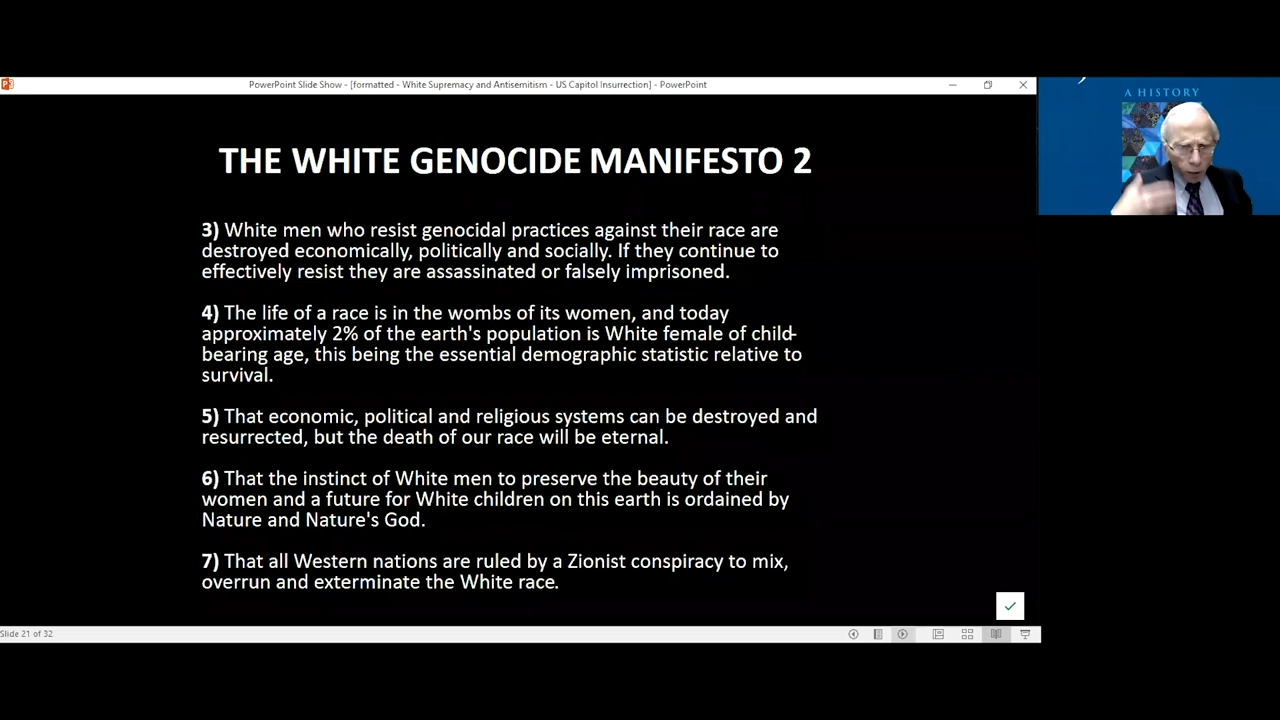 PowerPoint Slide Show - [formatted - White Supremacy and Antisemitism - US Capitol Insurrection] - PowerPoint
A HISTORY
THE WHITE GENOCIDE MANIFESTO 2
3) White men who resist genocidal practices against their race are
destroyed economically, politically and socially. If they continue to
effectively resist they are assassinated or falsely imprisoned.
4) The life of a race is in the wombs of its women, and today
approximately 2% of the earth's population is White female of child-
bearing age, this being the essential demographic statistic relative to
survival.
5) That economic, political and religious systems can be destroyed and
resurrected, but the death of our race will be eternal.
6) That the instinct of White men to preserve the beauty of their
women and a future for White children on this earth is ordained by
Nature and Nature's God.
7) That all Western nations are ruled by a Zionist conspiracy to mix,
overrun and exterminate the White race.
Slide 21 of 32